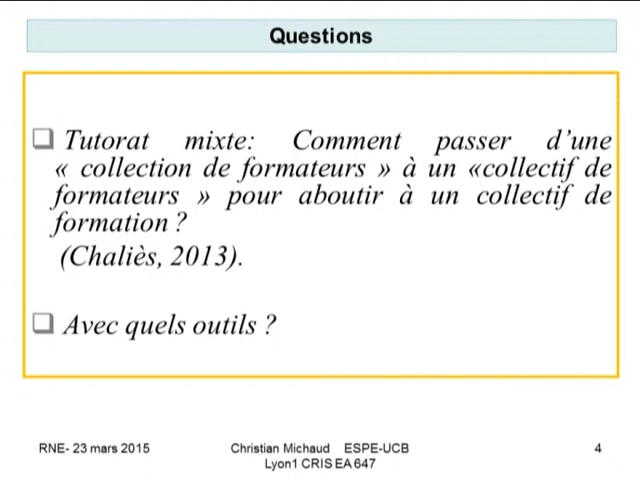 Questions
Tutorat mixte: Comment passer d'une
« collection de formateurs » à un «collectif de
formateurs » pour aboutir à un collectif de
formation ?
(Chaliès, 2013).
Avec quels outils ?
RNE- 23 mars 2015
Christian Michaud ESPE-UCB
Lyon1 CRIS EA 647
4